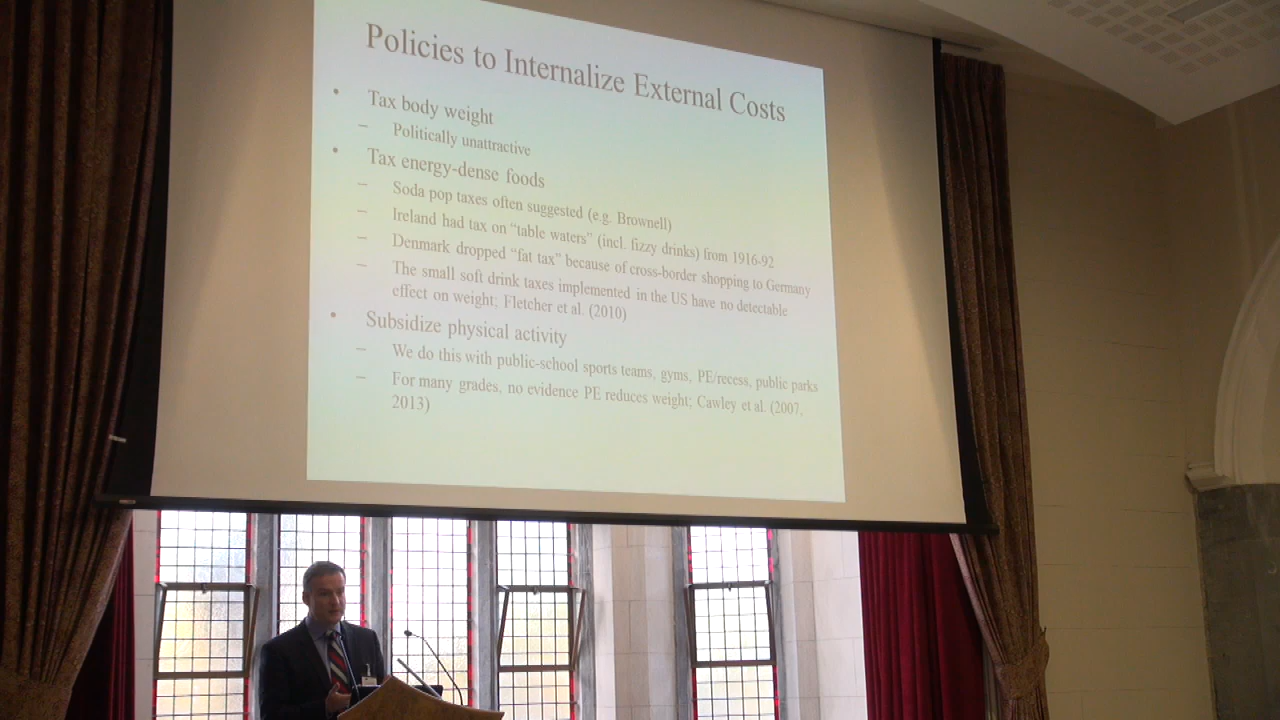 Policies to Internalize External Costs
• Tax body weight
– Politically unattractive
• Tax energy-dense foods
– Soda pop taxes often suggested (e.g. Brownell)
– Ireland had tax on “table waters” (incl. fizzy drinks) from 1916-92
– Denmark dropped “fat tax” because of cross-border shopping to Germany
– The small soft drink taxes implemented in the US have no detectable
effect on weight; Fletcher et al. (2010)
• Subsidize physical activity
– We do this with public-school sports teams, gyms, PE/recess, public parks
– For many grades, no evidence PE reduces weight; Cawley et al. (2007,
2013)